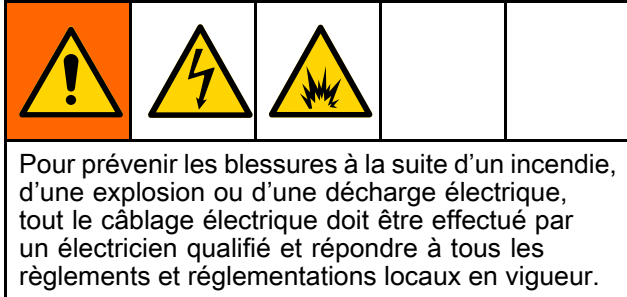 Pour prévenir les blessures à la suite d’un incendie,
d’une explosion ou d’une décharge électrique,
tout le câblage électrique doit être effectué par
un électricien qualifié et répondre à tous les
règlements et réglementations locaux en vigueur.